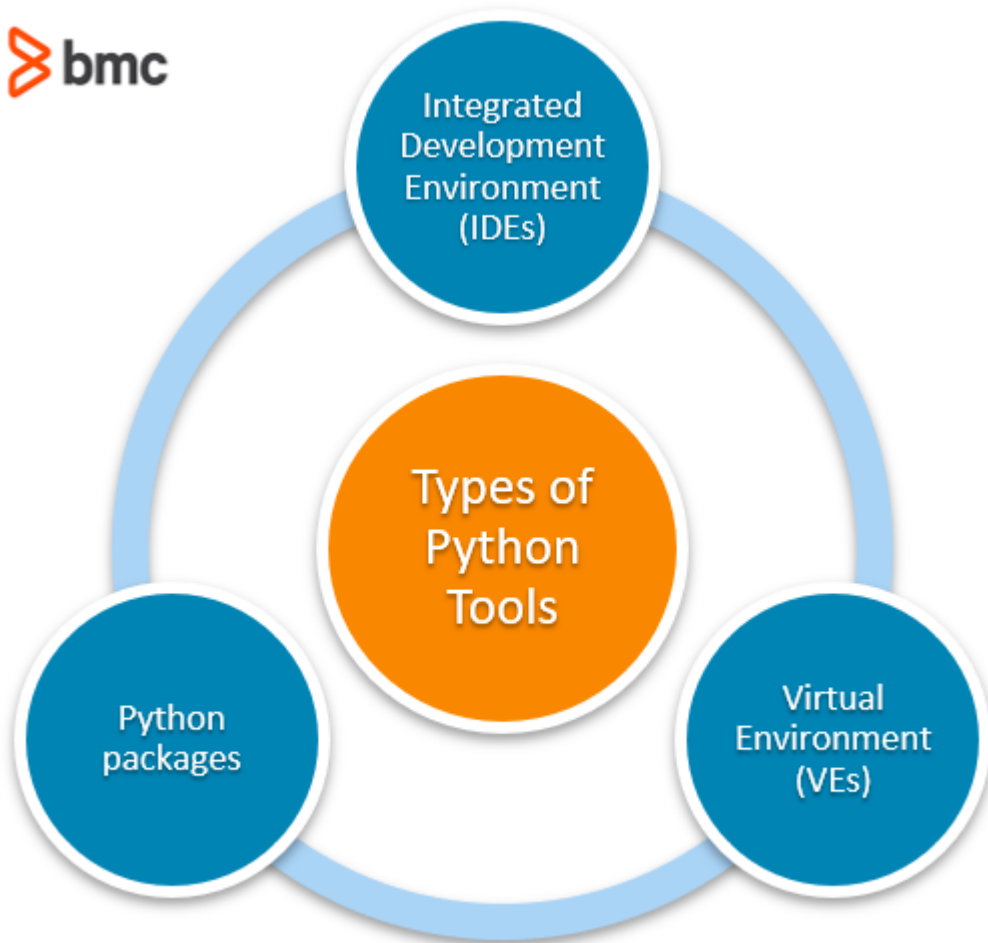 bmc
Integrated
Development
Environment
(IDEs)
Types of
Python
Tools
Python
packages
Virtual
Environment
(VEs)